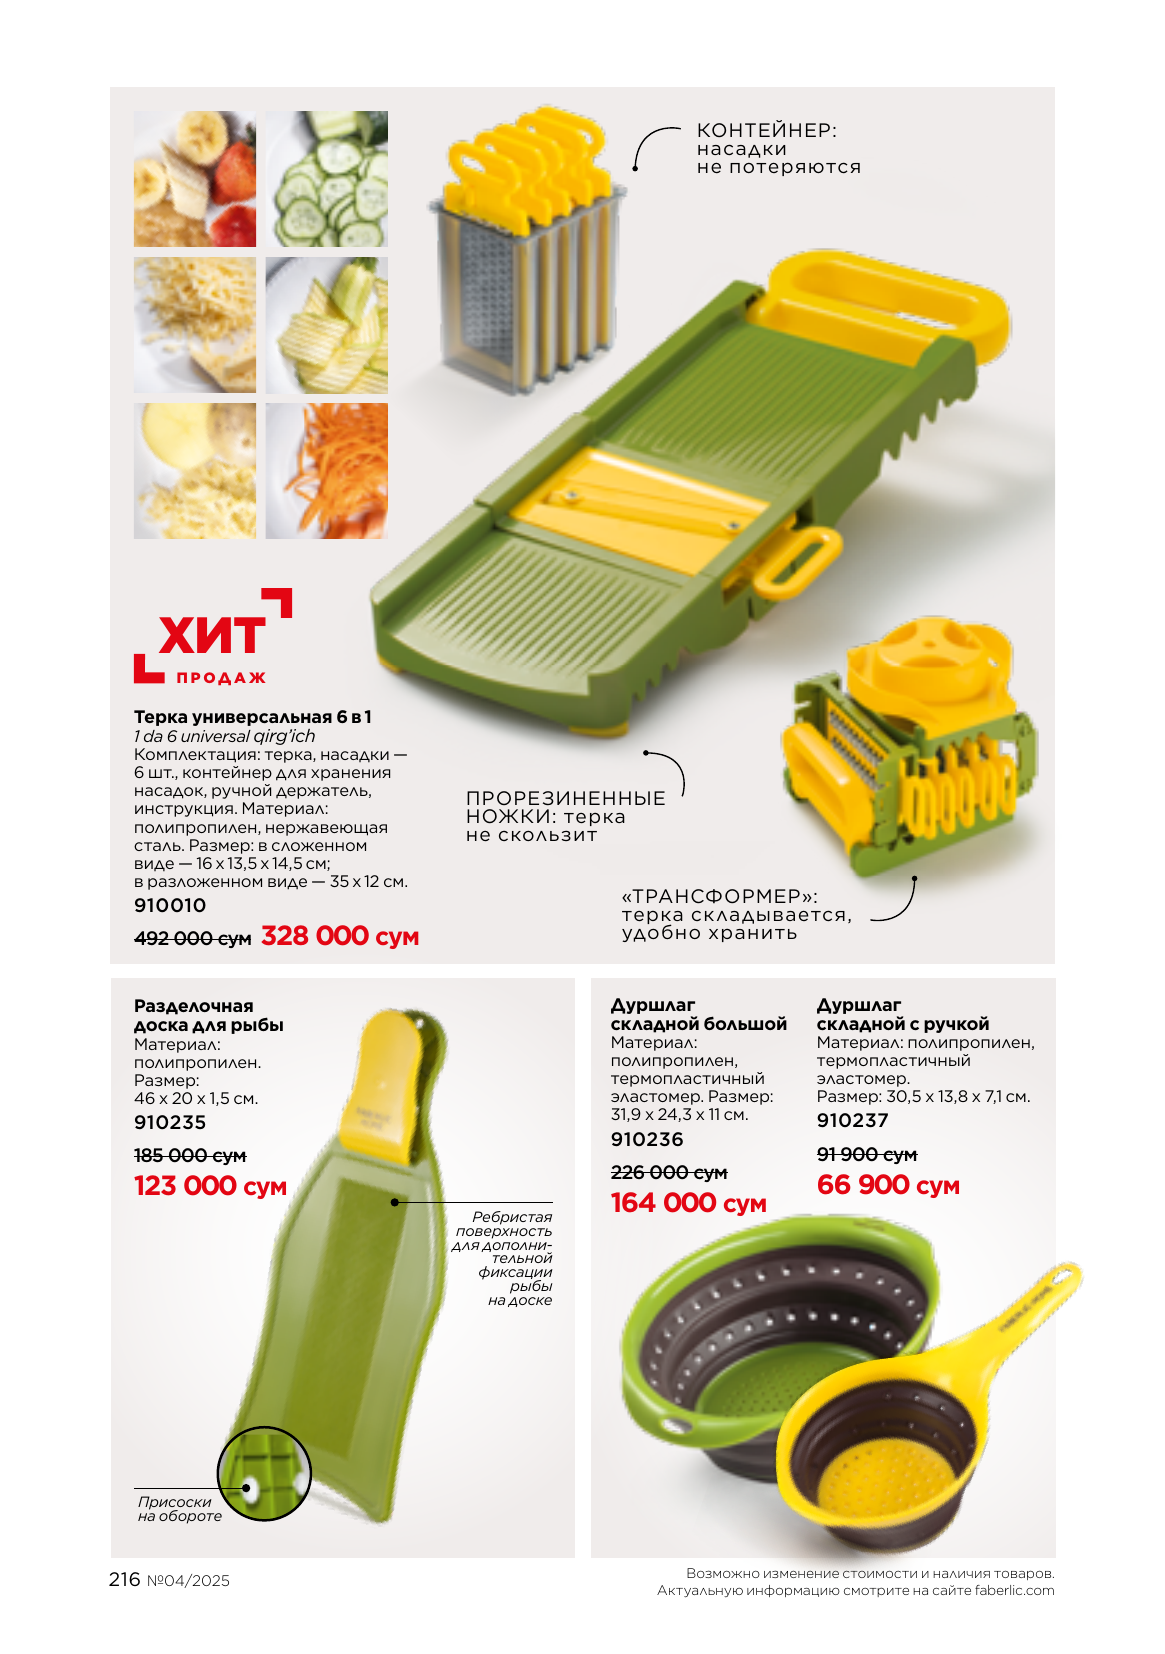 КОНТЕЙНЕР:
насадки
не потеряются
ХИТ
ПРОДАЖ
Терка универсальная 6 в 1
1 da 6 universal qirg’ich
Комплектация: терка, насадки —
6 шт., контейнер для хранения
насадок, ручной держатель,
инструкция. Материал:
полипропилен, нержавеющая
сталь. Размер: в сложенном
виде — 16 х 13,5 х 14,5 см;
в разложенном виде — 35 х 12 см.
910010
492 000 сум 328 000 сум
ПРОРЕЗИНЕННЫЕ
НОЖКИ: терка
не скользит
«ТРАНСФОРМЕР»:
терка складывается,
удобно хранить
Разделочная
доска для рыбы
Материал:
полипропилен.
Размер:
46 х 20 х 1,5 см.
910235
185 000 сум
123 000 сум
Ребристая
поверхность
для дополни-
тельной
фиксации
рыбы
на доске
Присоски
на обороте
Дуршлаг
складной большой
Материал:
полипропилен,
термопластичный
эластомер. Размер:
31,9 х 24,3 х 11 см.
910236
226 000 сум
164 000 сум
Дуршлаг
складной с ручкой
Материал: полипропилен,
термопластичный
эластомер.
Размер: 30,5 х 13,8 х 7,1 см.
910237
91 900 сум
66 900 сум
FABERLIC HOME
216 №04/2025
Возможно изменение стоимости и наличия товаров.
Актуальную информацию смотрите на сайте faberlic.com